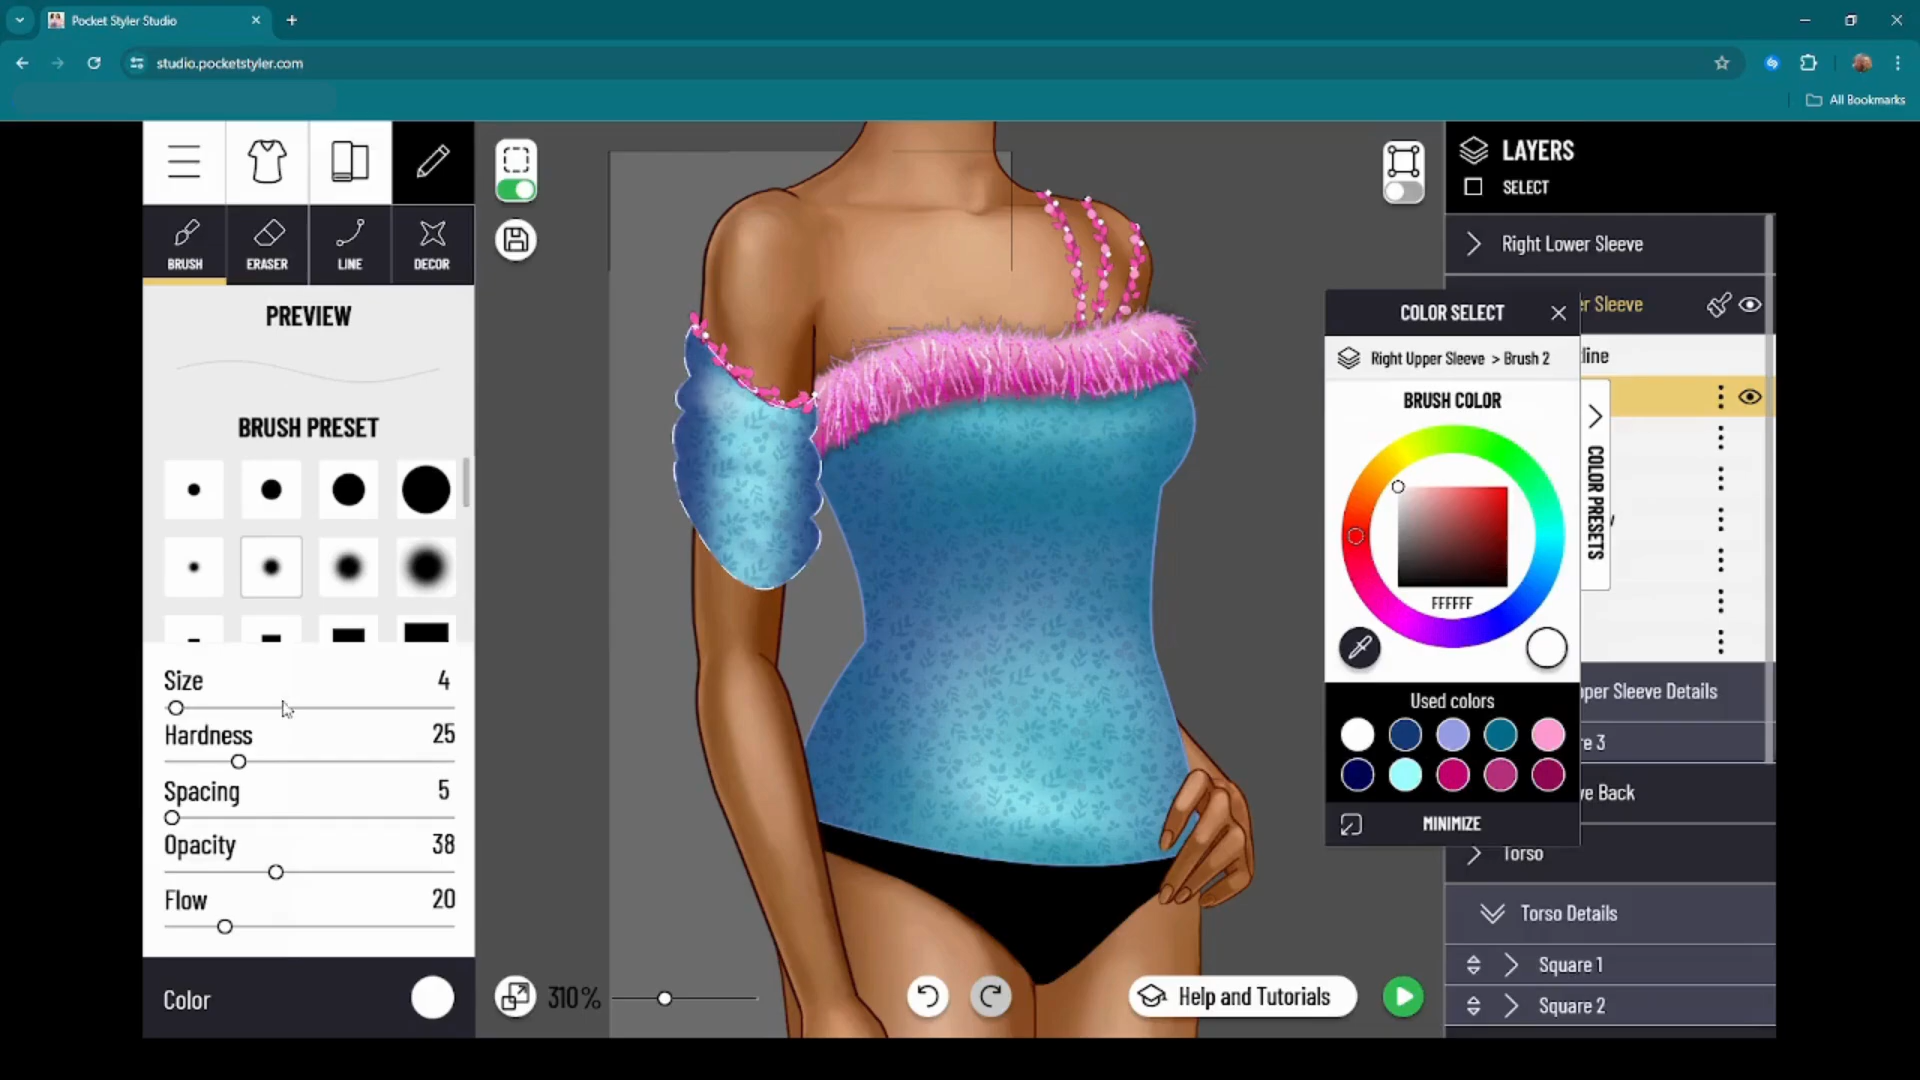 Pocket Styler Studio
studio.pocketstyler.com
All Bookmarks
BRUSH
ERASER
LINE
DECOR
PREVIEW
BRUSH PRESET
Size 4
Hardness 25
Spacing 5
Opacity 38
Flow 20
Color
310%
Help and Tutorials
LAYERS
SELECT
Right Lower Sleeve
COLOR SELECT
Right Upper Sleeve > Brush 2
BRUSH COLOR
COLOR PRESETS
FFFFFF
Used colors
MINIMIZE
Sleeve
Sleeve Details
3
Back
Torso
Torso Details
Square 1
Square 2